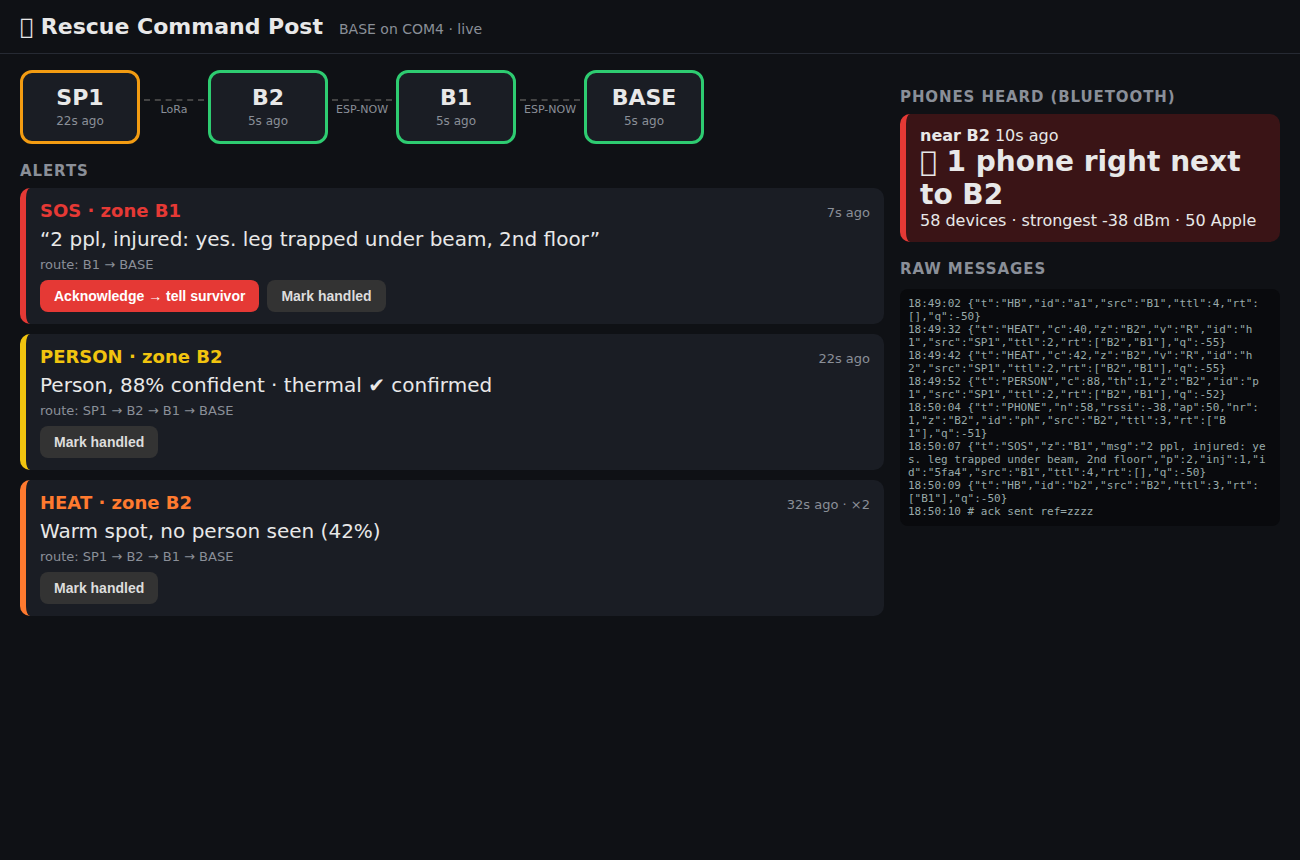 Rescue Command Post BASE on COM4 · live
SP1
22s ago
LoRa
B2
5s ago
ESP-NOW
B1
5s ago
ESP-NOW
BASE
5s ago
ALERTS
SOS · zone B1 7s ago
“2 ppl, injured: yes. leg trapped under beam, 2nd floor”
route: B1 → BASE
Acknowledge → tell survivor Mark handled
PERSON · zone B2 22s ago
Person, 88% confident · thermal ✔ confirmed
route: SP1 → B2 → B1 → BASE
Mark handled
HEAT · zone B2 32s ago · ×2
Warm spot, no person seen (42%)
route: SP1 → B2 → B1 → BASE
Mark handled
PHONES HEARD (BLUETOOTH)
near B2 10s ago
1 phone right next
to B2
58 devices · strongest -38 dBm · 50 Apple
RAW MESSAGES
18:49:02 {"t":"HB","id":"a1","src":"B1","ttl":4,"rt":
[],"q":-50}
18:49:32 {"t":"HEAT","c":40,"z":"B2","v":"R","id":"h
1","src":"SP1","ttl":2,"rt":["B2","B1"],"q":-55}
18:49:42 {"t":"HEAT","c":42,"z":"B2","v":"R","id":"h
2","src":"SP1","ttl":2,"rt":["B2","B1"],"q":-55}
18:49:52 {"t":"PERSON","c":88,"th":1,"z":"B2","id":"p
1","src":"SP1","ttl":2,"rt":["B2","B1"],"q":-52}
18:50:04 {"t":"PHONE","n":58,"rssi":-38,"ap":50,"nr":
1,"z":"B2","id":"ph","src":"B2","ttl":3,"rt":["B
1"],"q":-51}
18:50:07 {"t":"SOS","z":"B1","msg":"2 ppl, injured: ye
s. leg trapped under beam, 2nd floor","p":2,"inj":1,"i
d":"5fa4","src":"B1","ttl":4,"rt":[],"q":-50}
18:50:09 {"t":"HB","id":"b2","src":"B2","ttl":3,"rt":
["B1"],"q":-50}
18:50:10 # ack sent ref=zzzz